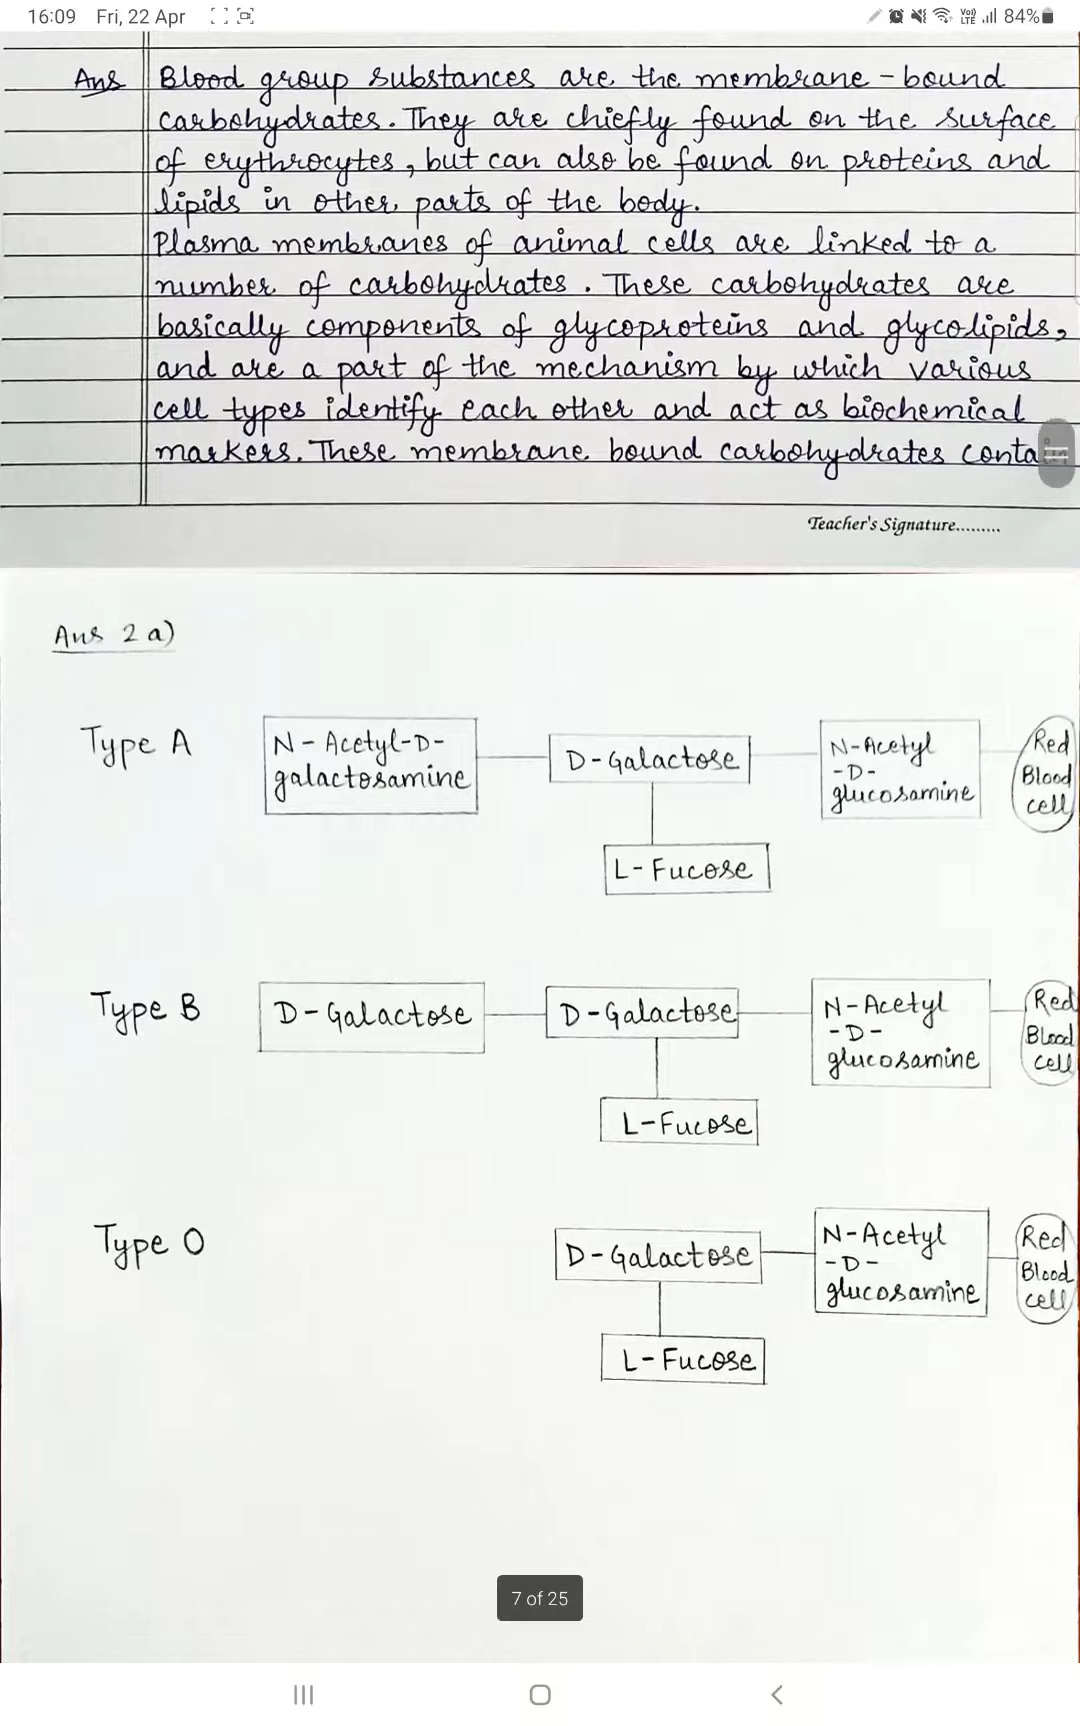 16:09 Fri, 22 Apr
84%
Ans Blood group substances are the membrane-bound
carbohydrates. They are chiefly found on the surface
of erythrocytes, but can also be found on proteins and
lipids in other parts of the body.
Plasma membranes of animal cells are linked to a
number of carbohydrates. These carbohydrates are
basically components of glycoproteins and glycolipids,
and are a part of the mechanism by which various
cell types identify each other and act as biochemical
markers. These membrane bound carbohydrates conta
Teacher's Signature.........
Ans 2 a)
Type A
N-Acetyl-D-
galactosamine
D-Galactose
N-Acetyl
-D-
glucosamine
Red
Blood
cell
L-Fucose
Type B
D-Galactose
D-Galactose
N-Acetyl
-D-
glucosamine
Red
Blood
cell
L-Fucose
Type O
D-Galactose
N-Acetyl
-D-
glucosamine
Red
Blood
cell
L-Fucose
7 of 25